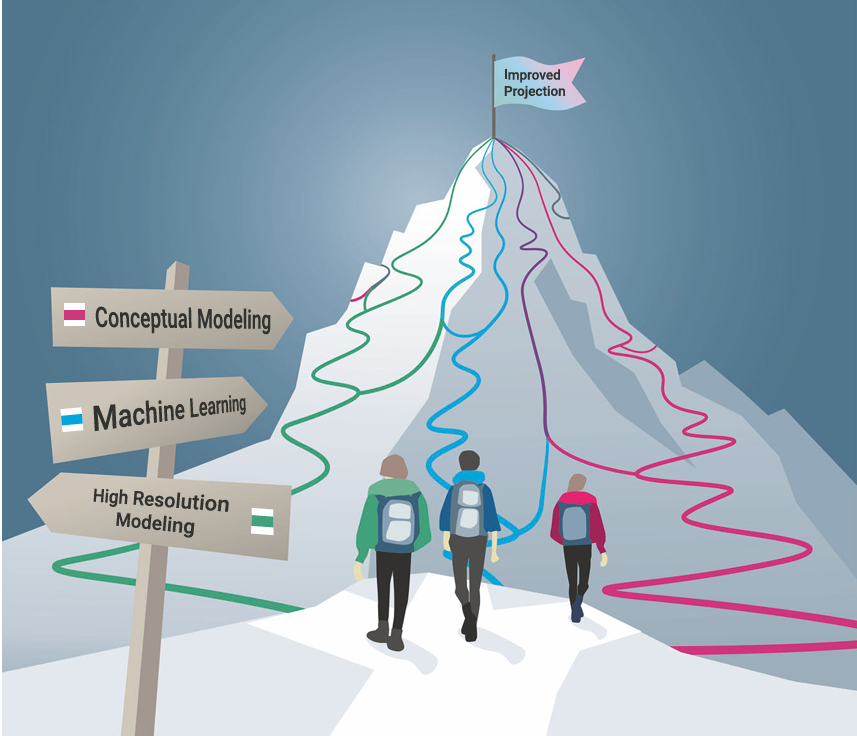 Improved
Projection
Conceptual Modeling
Machine Learning
High Resolution
Modeling